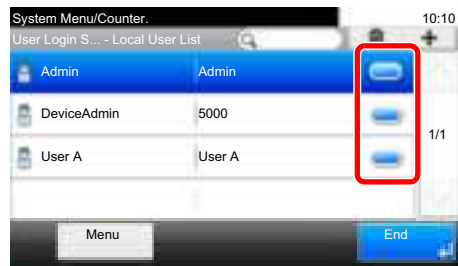 System Menu/Counter. 10:10
User Login S... - Local User List
Admin Admin
DeviceAdmin 5000
1/1
User A User A
Menu End